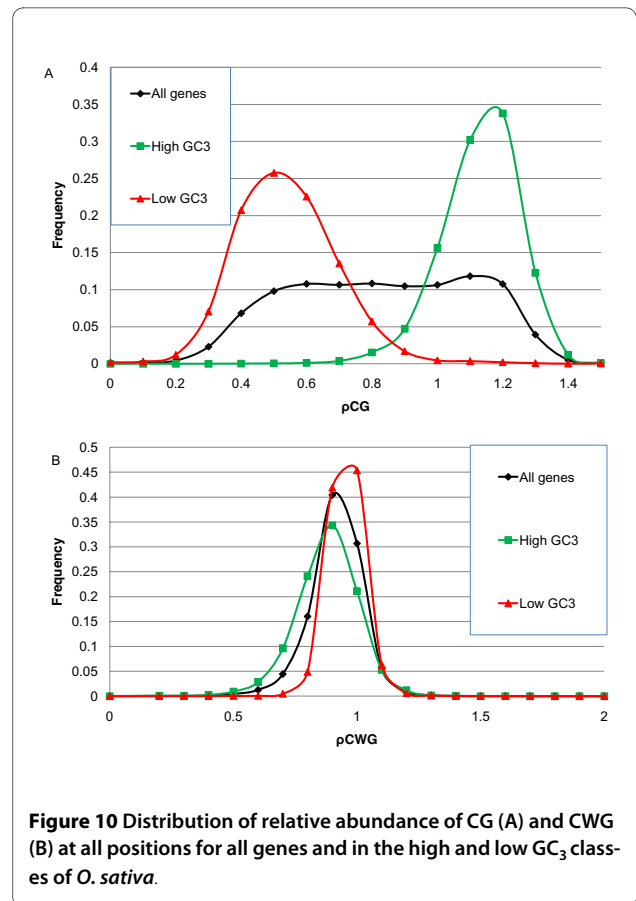 A
0.4
0.35
0.3
0.25
0.2
0.15
0.1
0.05
0
Frequency
All genes
High GC3
Low GC3
0 0.2 0.4 0.6 0.8 1 1.2 1.4
ρCG
B
0.5
0.45
0.4
0.35
0.3
0.25
0.2
0.15
0.1
0.05
0
Frequency
All genes
High GC3
Low GC3
0 0.5 1 1.5 2
ρCWG
Figure 10 Distribution of relative abundance of CG (A) and CWG
(B) at all positions for all genes and in the high and low GC₃ class-
es of O. sativa.